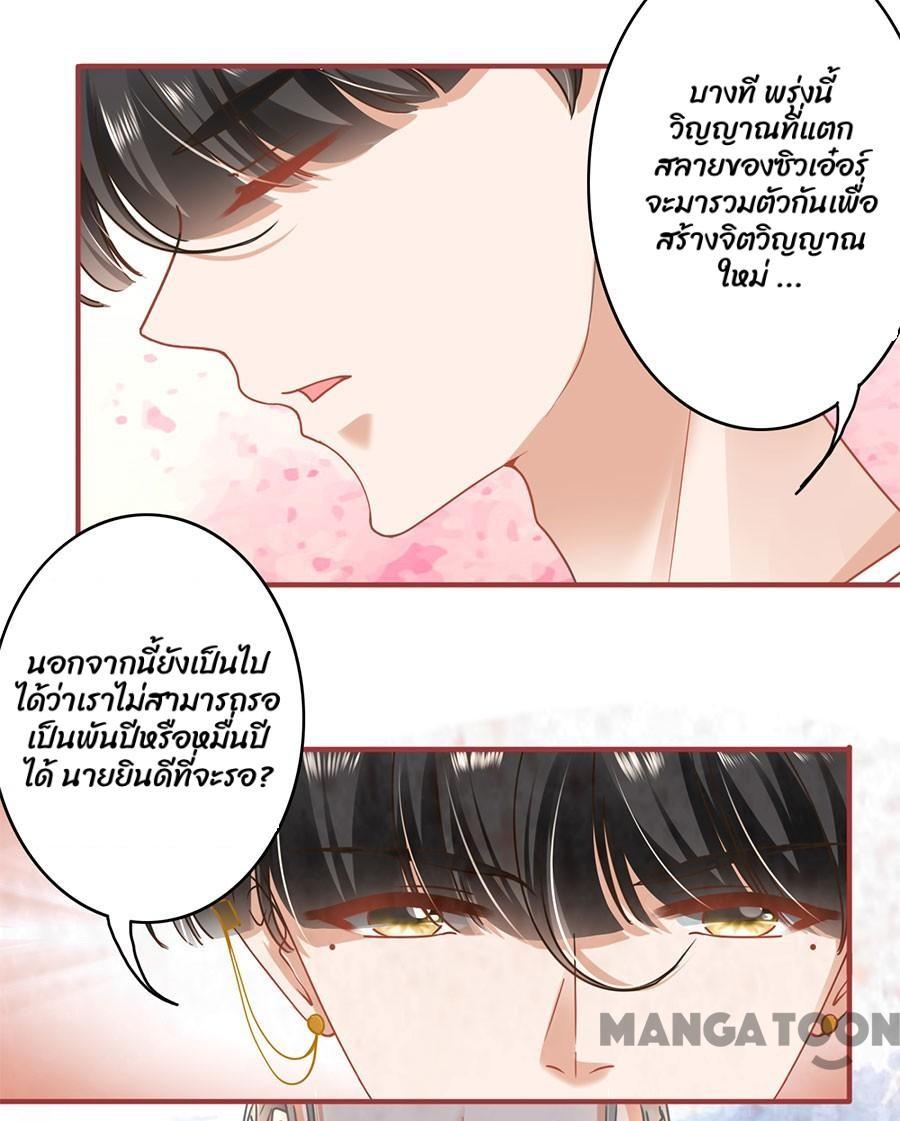 บางที พรุ่งนี้
วิญญาณที่แตก
สลายของซิวเอ๋อร์
จะมารวมตัวกันเพื่อ
สร้างจิตวิญญาณ
ใหม่ ...
นอกจากนี้ยังเป็นไป
ได้ว่าเราไม่สามารถรอ
เป็นพันปีหรือหมื่นปี
ได้ นายยินดีที่จะรอ?
MANGATOON